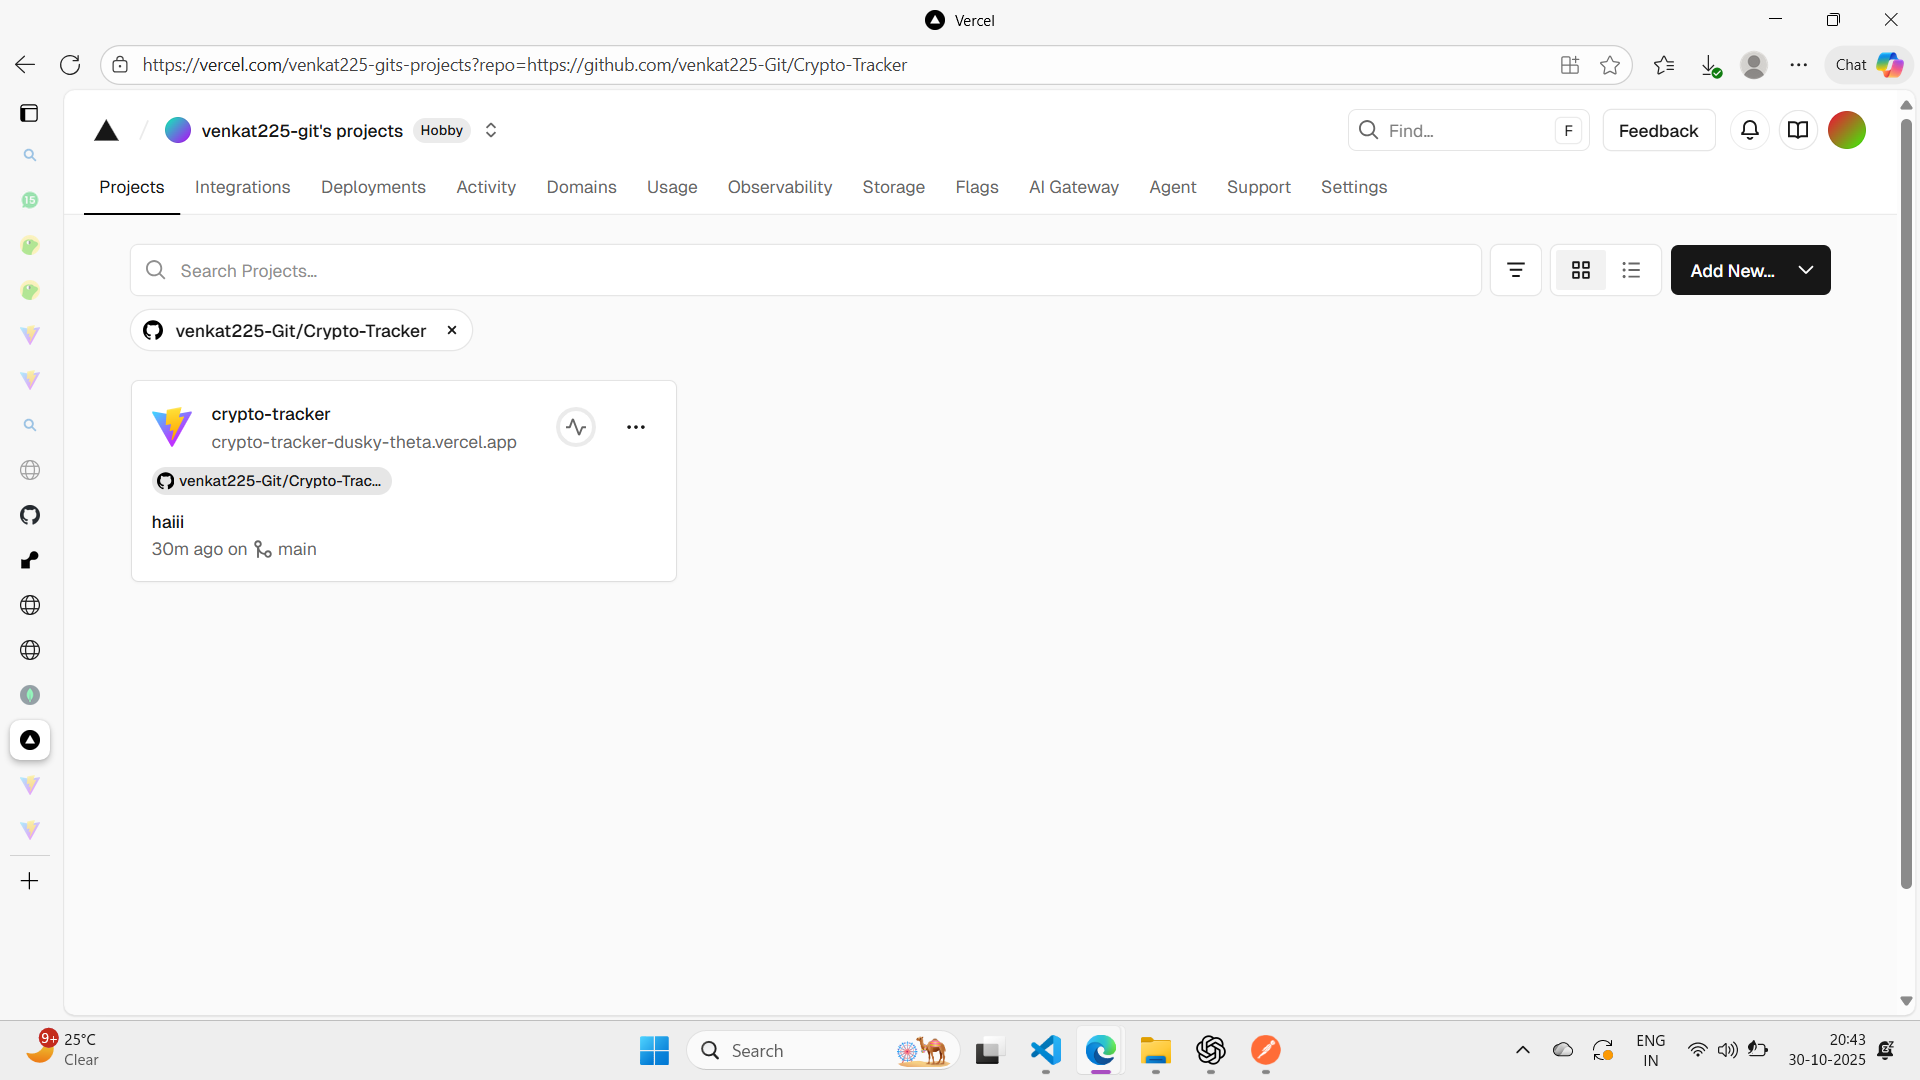 Vercel
https://vercel.com/venkat225-gits-projects?repo=https://github.com/venkat225-Git/Crypto-Tracker
Chat
venkat225-git's projects Hobby
Find... F Feedback
Projects Integrations Deployments Activity Domains Usage Observability Storage Flags AI Gateway Agent Support Settings
Search Projects...
Add New...
venkat225-Git/Crypto-Tracker
crypto-tracker
crypto-tracker-dusky-theta.vercel.app
venkat225-Git/Crypto-Trac...
haiii
30m ago on main
15
9+ 25°C
Clear
Search
ENG
IN
20:43
30-10-2025